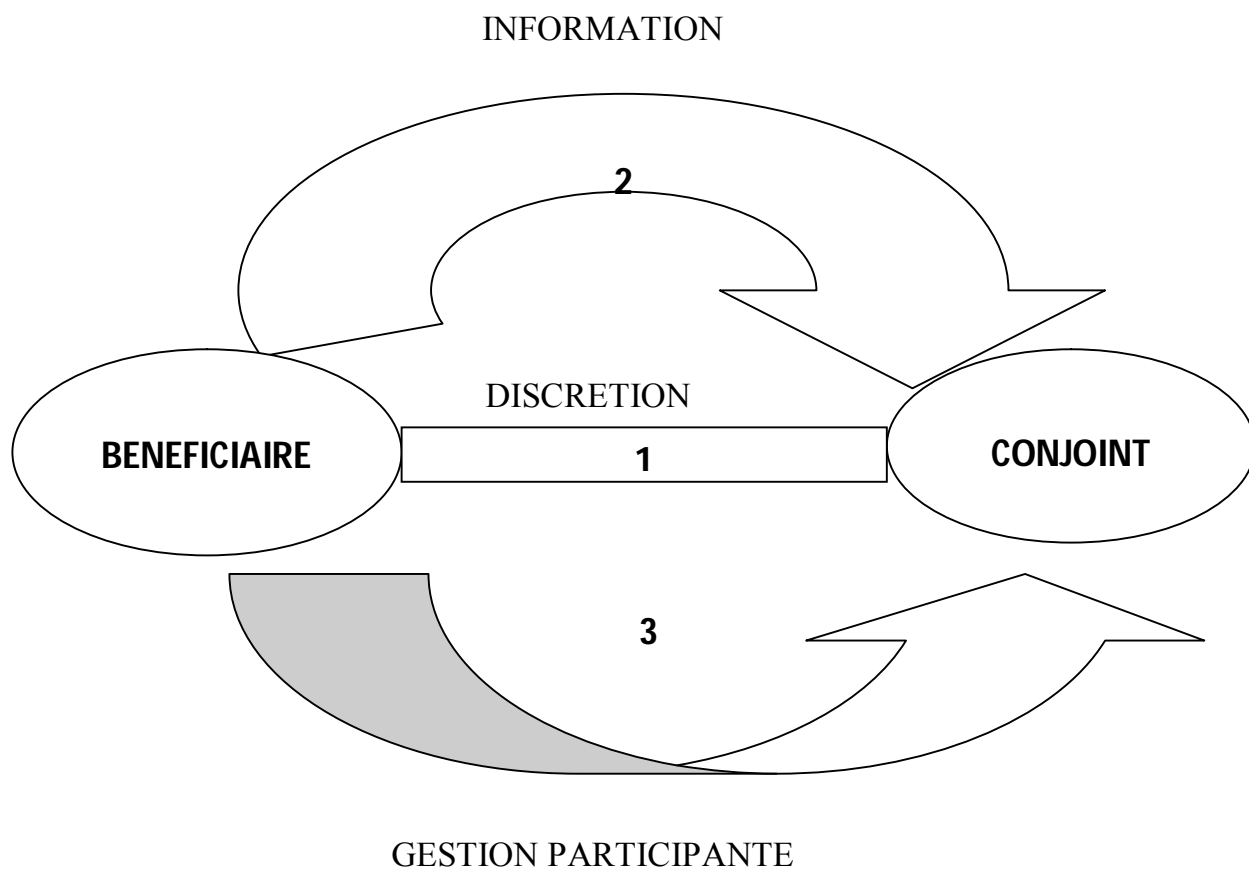 INFORMATION
2
DISCRETION
BENEFICIAIRE
1
CONJOINT
3
GESTION PARTICIPANTE